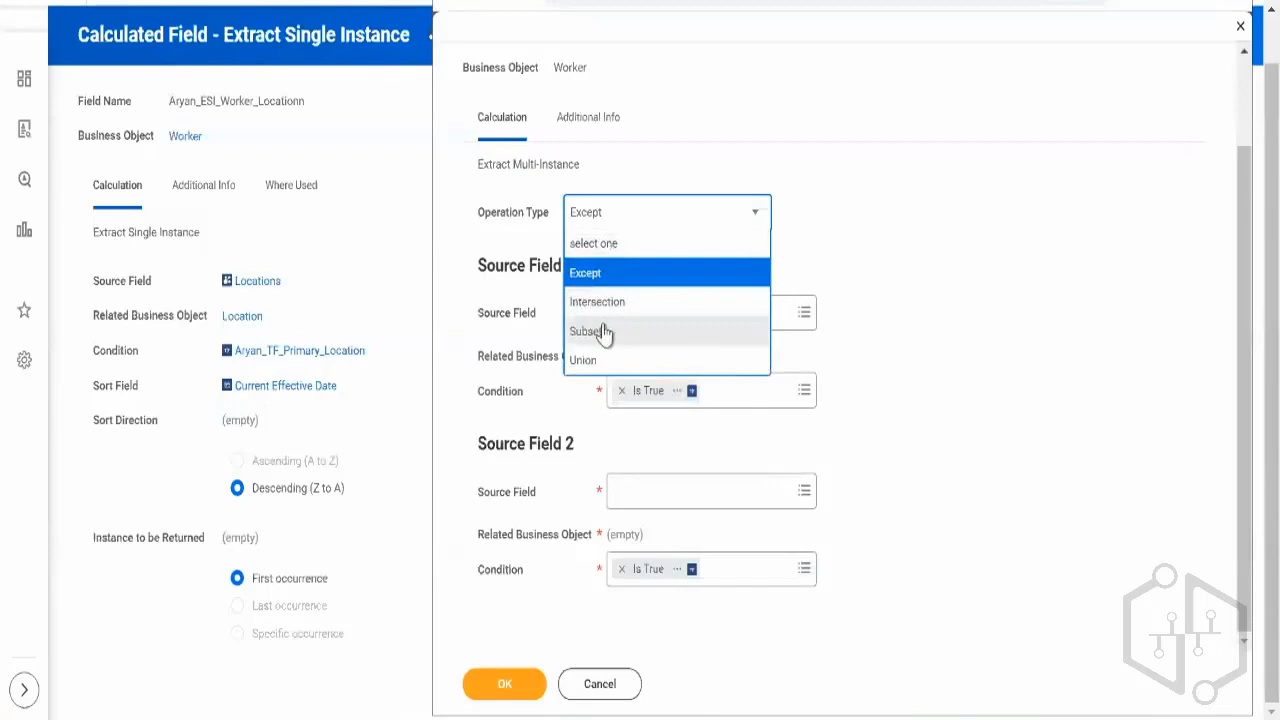 Calculated Field - Extract Single Instance
Field Name Aryan_ESI_Worker_Locationn
Business Object Worker
Calculation Additional Info Where Used
Extract Single Instance
Source Field Locations
Related Business Object Location
Condition Aryan_TF_Primary_Location
Sort Field Current Effective Date
Sort Direction (empty)
Ascending (A to Z)
Descending (Z to A)
Instance to be Returned (empty)
First occurrence
Last occurrence
Specific occurrence
Business Object Worker
Calculation Additional Info
Extract Multi-Instance
Operation Type Except
select one
Except
Intersection
Union
Source Field
Source Field
Related Business
Condition * Is True
Source Field 2
Source Field *
Related Business Object * (empty)
Condition * Is True
OK Cancel